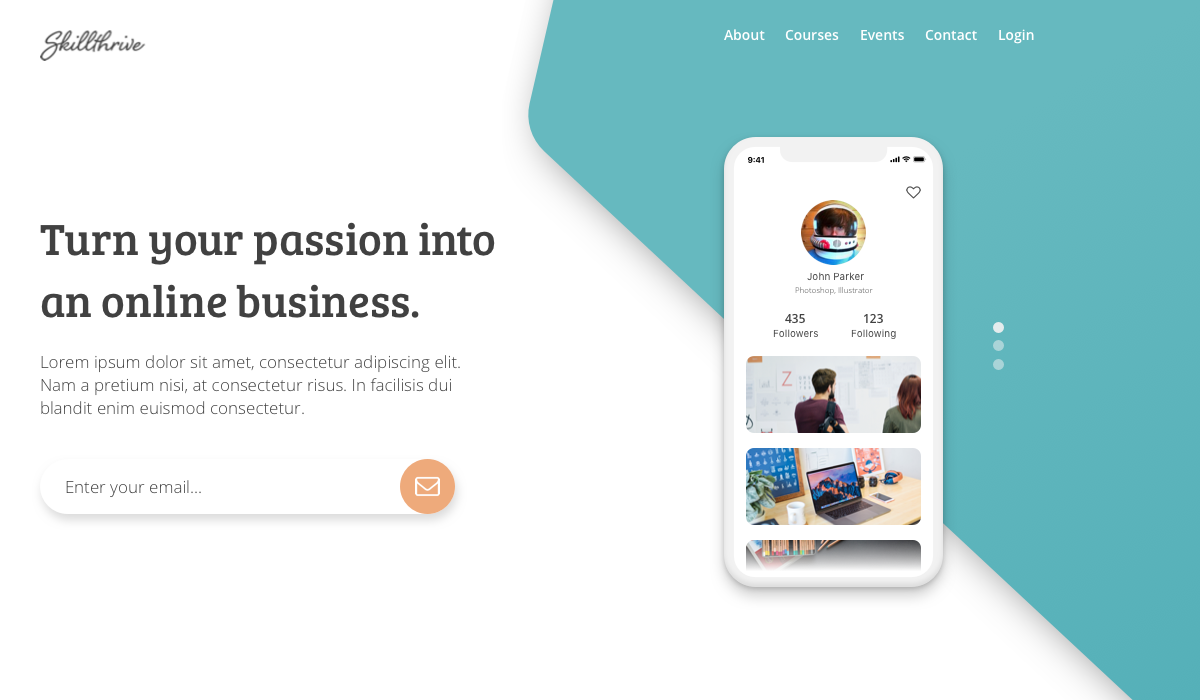 Skillthrive
About Courses Events Contact Login
Turn your passion into
an online business.
Lorem ipsum dolor sit amet, consectetur adipiscing elit.
Nam a pretium nisi, at consectetur risus. In facilisis dui
blandit enim euismod consectetur.
Enter your email...
9:41
John Parker
Photoshop, Illustrator
435 123
Followers Following
Z